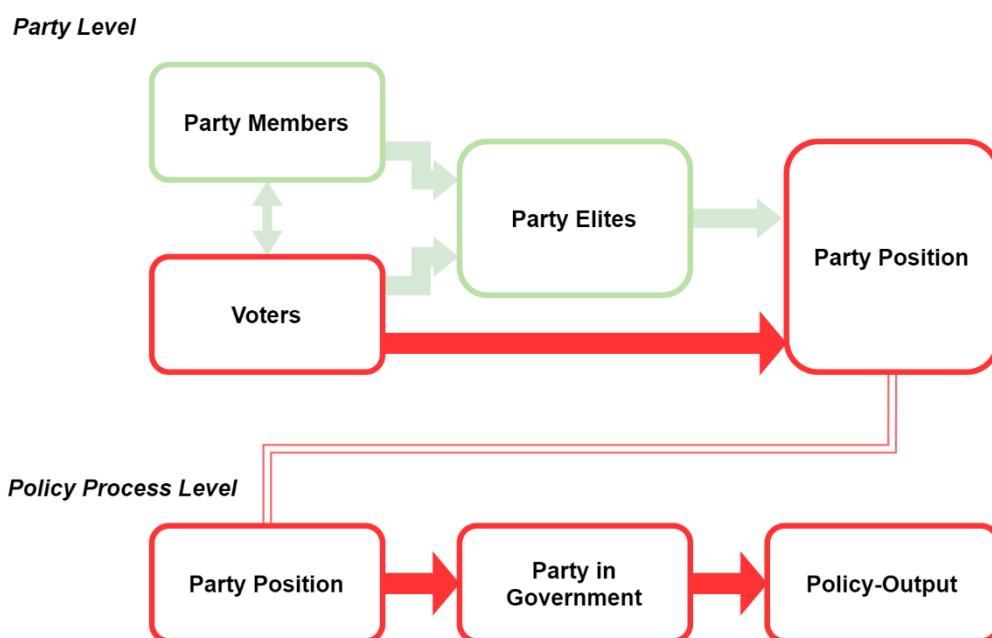 Party Level
Party Members
Party Elites
Party Position
Voters
Policy Process Level
Party Position
Party in
Government
Policy-Output